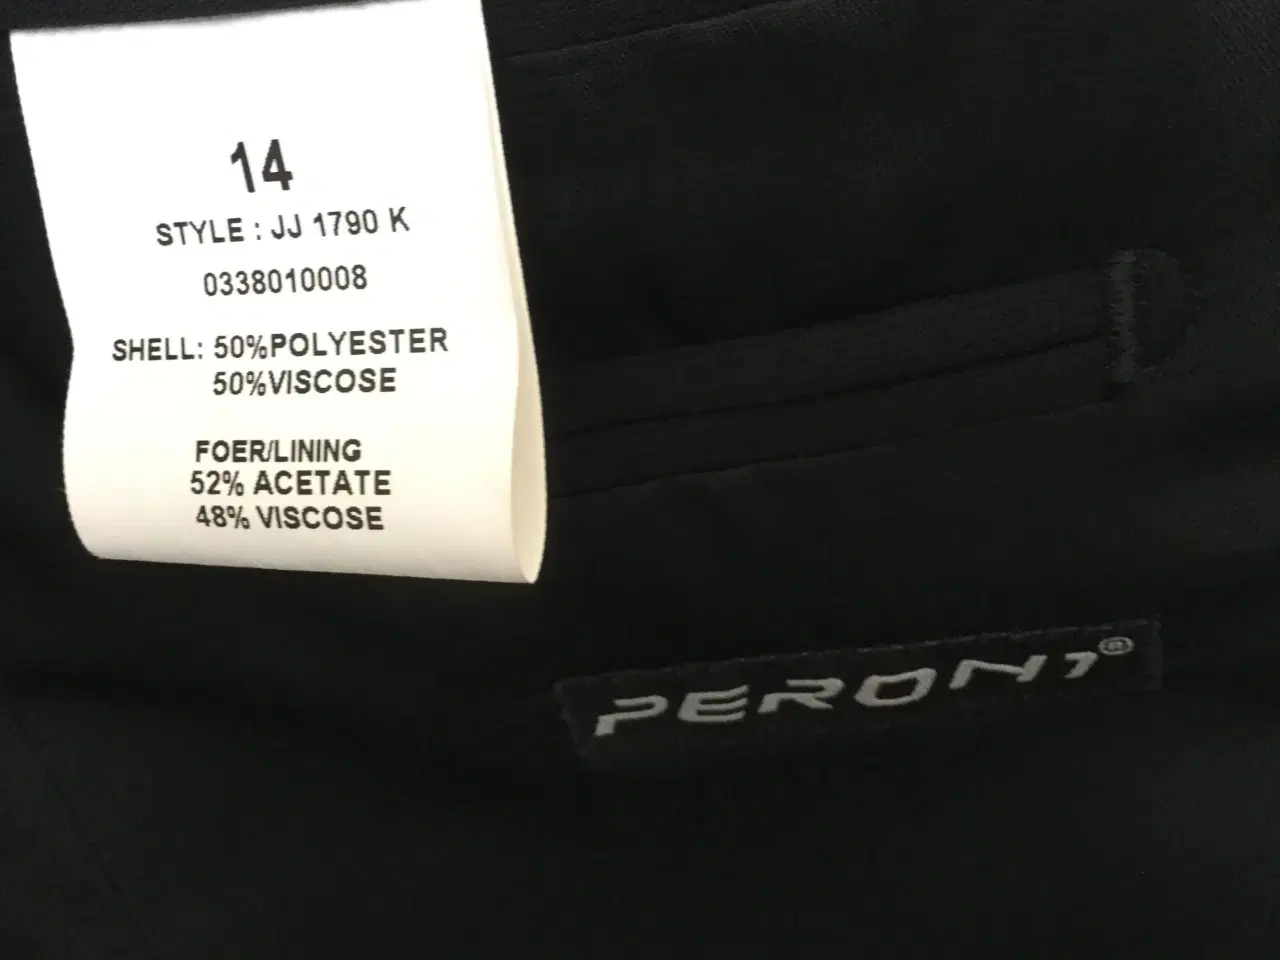 14
STYLE : JJ 1790 K
0338010008
SHELL: 50%POLYESTER
50%VISCOSE
FOER/LINING
52% ACETATE
48% VISCOSE
PERONI®